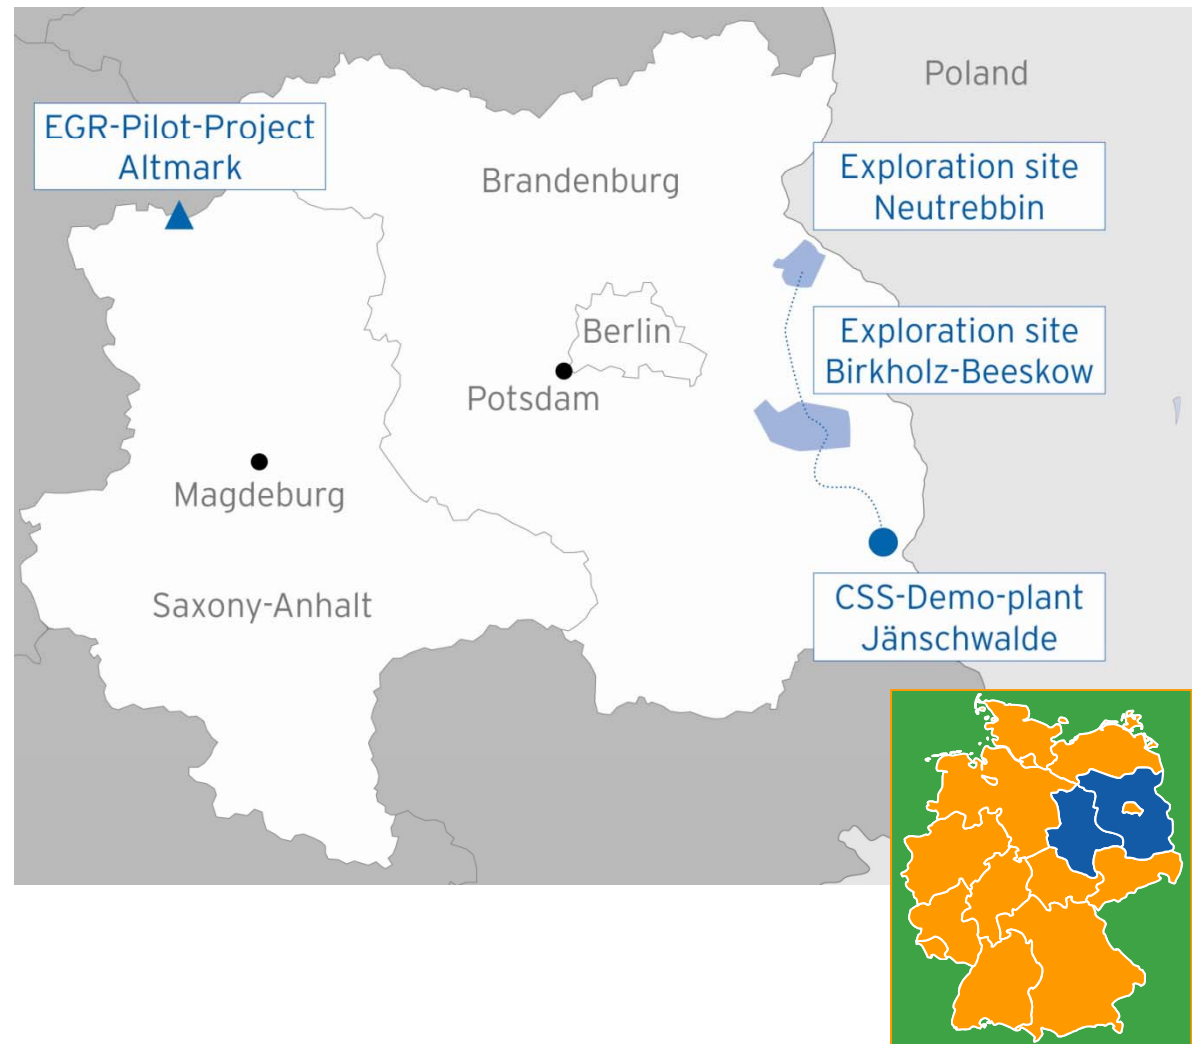 Poland
EGR-Pilot-Project
Altmark
Brandenburg
Exploration site
Neutrebbin
Berlin
Exploration site
Birkholz-Beeskow
Potsdam
Magdeburg
Saxony-Anhalt
CSS-Demo-plant
Jänschwalde